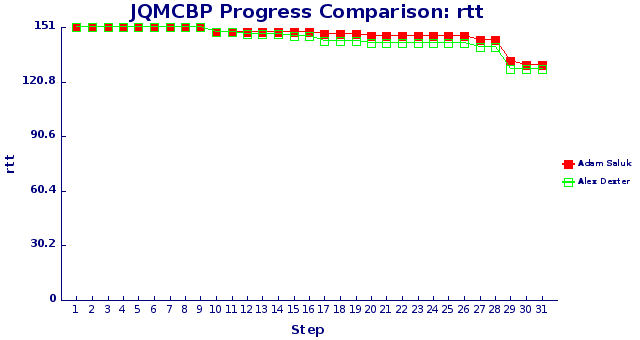 JQMCBP Progress Comparison: rtt
151
120.8
90.6
60.4
30.2
0
rtt
1 2 3 4 5 6 7 8 9 10 11 12 13 14 15 16 17 18 19 20 21 22 23 24 25 26 27 28 29 30 31
Step
Adam Saluk
Alex Dexter